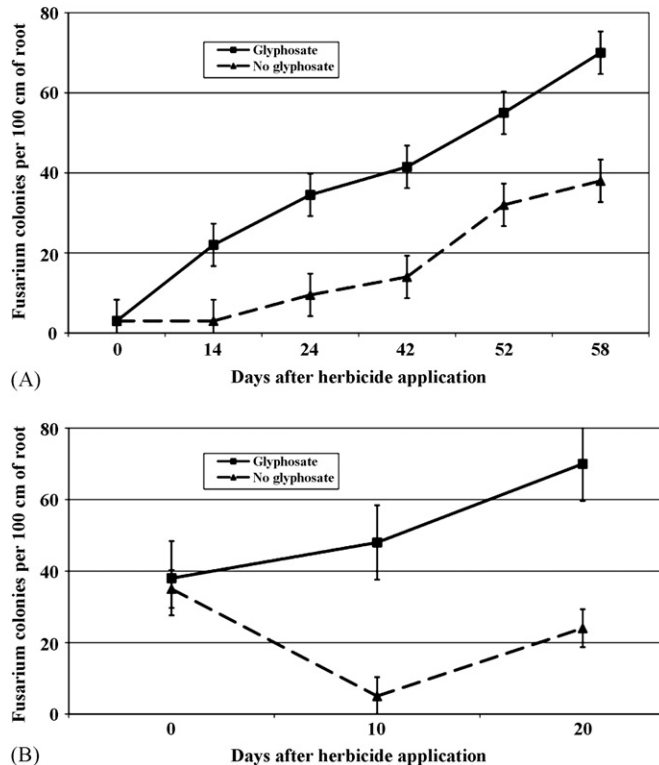 80
Glyphosate
No glyphosate
60
40
20
0
Fusarium colonies per 100 cm of root
0 14 24 42 52 58
Days after herbicide application
(A)
80
Glyphosate
No glyphosate
60
40
20
0
Fusarium colonies per 100 cm of root
0 10 20
Days after herbicide application
(B)